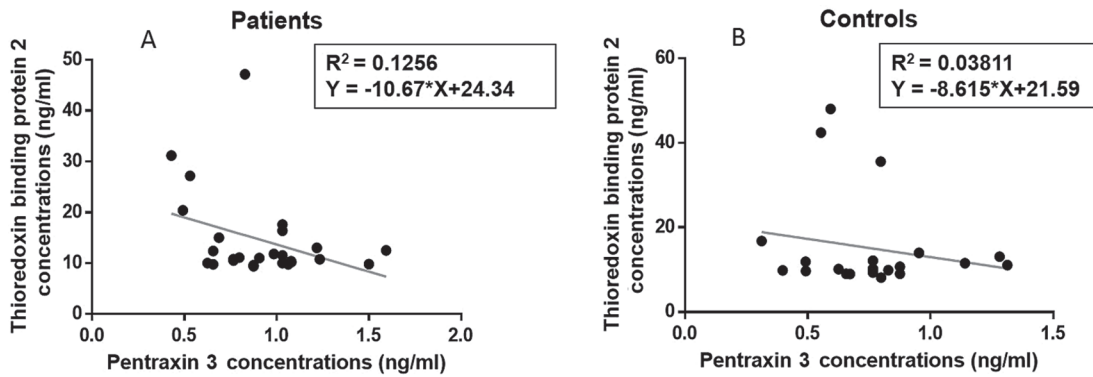 Patients
A
R² = 0.1256
Y = -10.67*X+24.34
Thioredoxin binding protein 2
concentrations (ng/ml)
50
40
30
20
10
0
0.0
0.5
1.0
1.5
2.0
Pentraxin 3 concentrations (ng/ml)
Controls
B
R² = 0.03811
Y = -8.615*X+21.59
Thioredoxin binding protein 2
concentrations (ng/ml)
60
40
20
0
0.0
0.5
1.0
1.5
Pentraxin 3 concentrations (ng/ml)